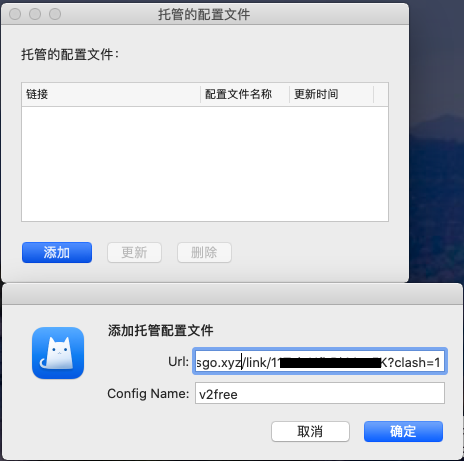 托管的配置文件
托管的配置文件：
链接 配置文件名称 更新时间
添加 更新 删除
添加托管配置文件
Url: sgo.xyz/link/11 K?clash=1
Config Name: v2free
取消 确定